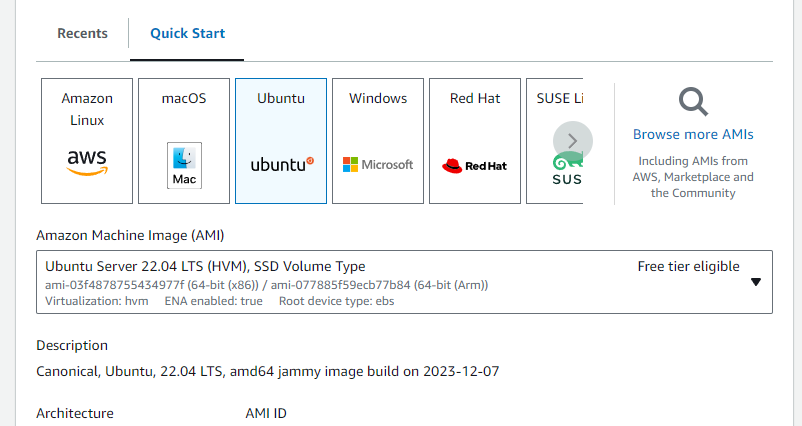 Recents
Quick Start
Amazon
Linux
aws
macOS
Mac
Ubuntu
ubuntu
Windows
Microsoft
Red Hat
RedHat
SUSE Li
SUS
Browse more AMIs
Including AMIs from
AWS, Marketplace and
the Community
Amazon Machine Image (AMI)
Ubuntu Server 22.04 LTS (HVM), SSD Volume Type
Free tier eligible
ami-03f4878755434977f (64-bit (x86)) / ami-077885f59ecb77b84 (64-bit (Arm))
Virtualization: hvm ENA enabled: true Root device type: ebs
Description
Canonical, Ubuntu, 22.04 LTS, amd64 jammy image build on 2023-12-07
Architecture
AMI ID